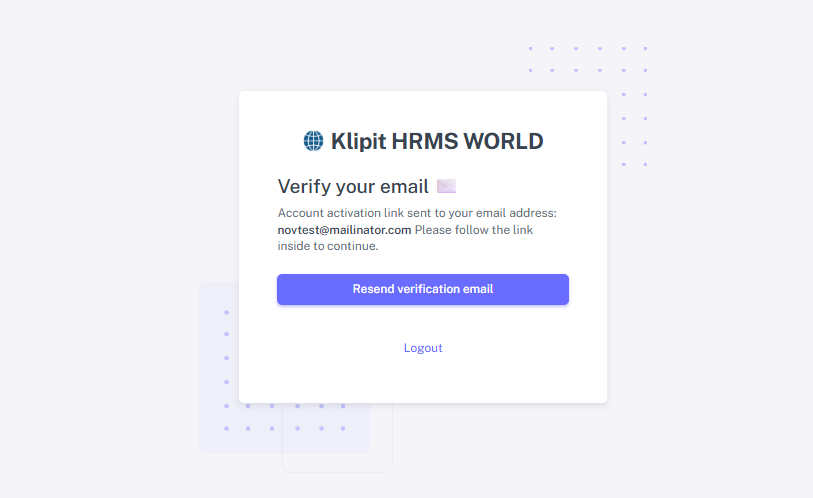 Klipit HRMS WORLD
Verify your email
Account activation link sent to your email address:
novtest@mailinator.com Please follow the link
inside to continue.
Resend verification email
Logout